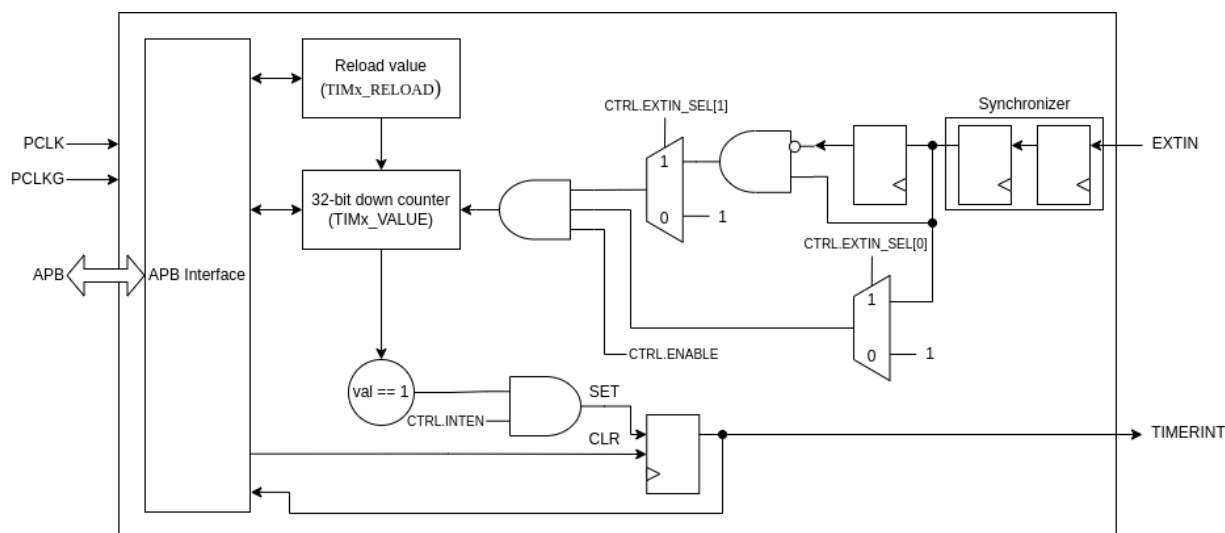 Reload value
(TIMx_RELOAD)
Synchronizer
CTRL.EXTIN_SEL[1]
PCLK
EXTIN
1
PCLKG
32-bit down counter
(TIMx_VALUE)
0
1
CTRL.EXTIN_SEL[0]
APB
APB Interface
1
CTRL.ENABLE
0
1
val == 1
SET
CTRL.INTEN
CLR
TIMERINT